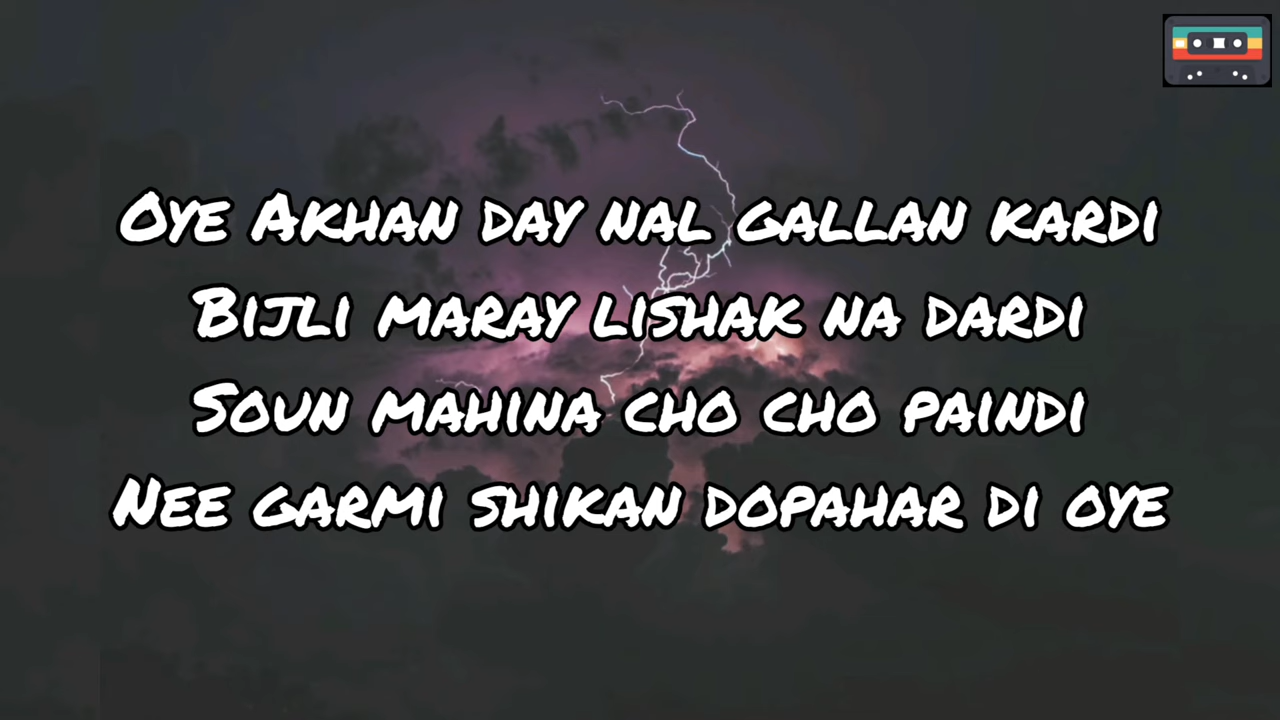 Oye Akhan day nal gallan kardi
Bijli maray lishak na dardi
Soun mahina cho cho paindi
Nee garmi shikan dopahar di oye